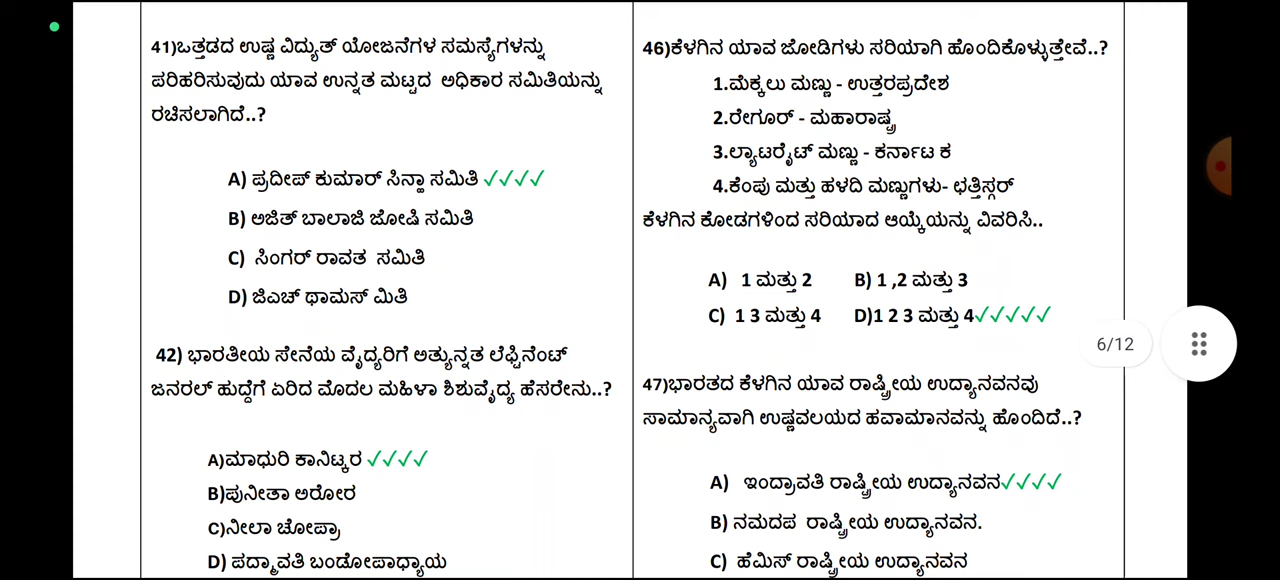 41)ಒತ್ತಡದ ಉಷ್ಣ ವಿದ್ಯುತ್ ಯೋಜನೆಗಳ ಸಮಸ್ಯೆಗಳನ್ನು
ಪರಿಹರಿಸುವುದು ಯಾವ ಉನ್ನತ ಮಟ್ಟದ ಅಧಿಕಾರ ಸಮಿತಿಯನ್ನು
ರಚಿಸಲಾಗಿದೆ..?
A) ಪ್ರದೀಪ್ ಕುಮಾರ್ ಸಿನ್ಹಾ ಸಮಿತಿ ✓✓✓✓
B) ಅಜಿತ್ ಬಾಲಾಜಿ ಜೋಷಿ ಸಮಿತಿ
C) ಸಿಂಗರ್ ರಾವತ ಸಮಿತಿ
D) ಜಿಎಚ್ ಥಾಮಸ್ ಮಿತಿ
42) ಭಾರತೀಯ ಸೇನೆಯ ವೈದ್ಯರಿಗೆ ಅತ್ಯುನ್ನತ ಲೆಫ್ಟಿನೆಂಟ್
ಜನರಲ್ ಹುದ್ದೆಗೆ ಏರಿದ ಮೊದಲ ಮಹಿಳಾ ಶಿಶುವೈದ್ಯ ಹೆಸರೇನು..?
A)ಮಾಧುರಿ ಕಾನಿಟ್ಕರ ✓✓✓✓
B)ಪುನೀತಾ ಅರೋರ
C)ನೀಲಾ ಚೋಪ್ರಾ
D) ಪದ್ಮಾವತಿ ಬಂಡೋಪಾಧ್ಯಾಯ
46)ಕೆಳಗಿನ ಯಾವ ಜೋಡಿಗಳು ಸರಿಯಾಗಿ ಹೊಂದಿಕೊಳ್ಳುತ್ತೇವೆ..?
1.ಮೆಕ್ಕಲು ಮಣ್ಣು - ಉತ್ತರಪ್ರದೇಶ
2.ರೇಗೂರ್ - ಮಹಾರಾಷ್ಟ್ರ
3.ಲ್ಯಾಟರೈಟ್ ಮಣ್ಣು - ಕರ್ನಾಟ ಕ
4.ಕೆಂಪು ಮತ್ತು ಹಳದಿ ಮಣ್ಣುಗಳು- ಛತ್ತಿಸ್ಗರ್
ಕೆಳಗಿನ ಕೋಡಗಳಿಂದ ಸರಿಯಾದ ಆಯ್ಕೆಯನ್ನು ವಿವರಿಸಿ..
A) 1 ಮತ್ತು 2 B) 1 ,2 ಮತ್ತು 3
C) 1 3 ಮತ್ತು 4 D)1 2 3 ಮತ್ತು 4✓✓✓✓✓
47)ಭಾರತದ ಕೆಳಗಿನ ಯಾವ ರಾಷ್ಟ್ರೀಯ ಉದ್ಯಾನವನವು
ಸಾಮಾನ್ಯವಾಗಿ ಉಷ್ಣವಲಯದ ಹವಾಮಾನವನ್ನು ಹೊಂದಿದೆ..?
A) ಇಂದ್ರಾವತಿ ರಾಷ್ಟ್ರೀಯ ಉದ್ಯಾನವನ✓✓✓✓
B) ನಮದಪ ರಾಷ್ಟ್ರೀಯ ಉದ್ಯಾನವನ.
C) ಹೆಮಿಸ್ ರಾಷ್ಟ್ರೀಯ ಉದ್ಯಾನವನ
6/12